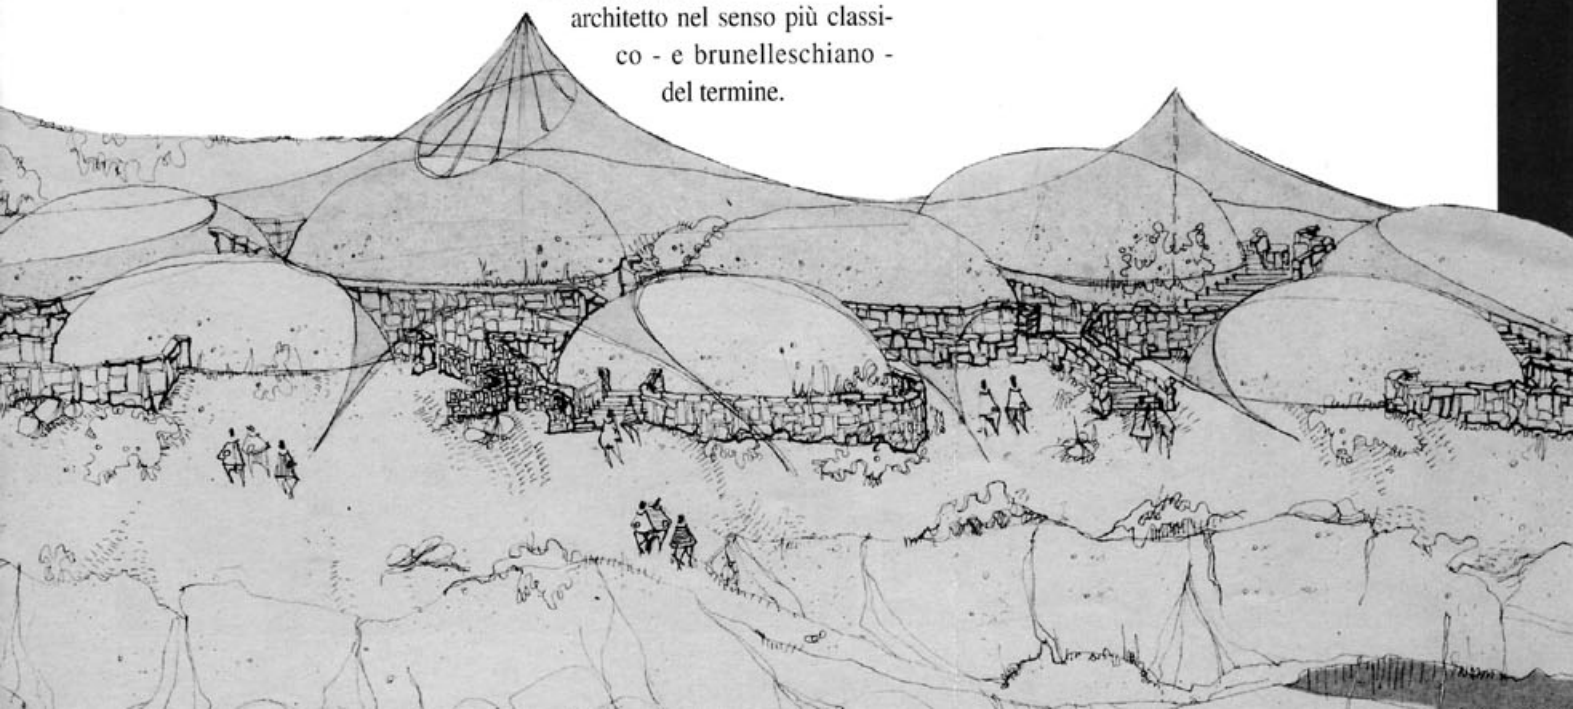 architetto nel senso più classi-
co - e brunelleschiano -
del termine.